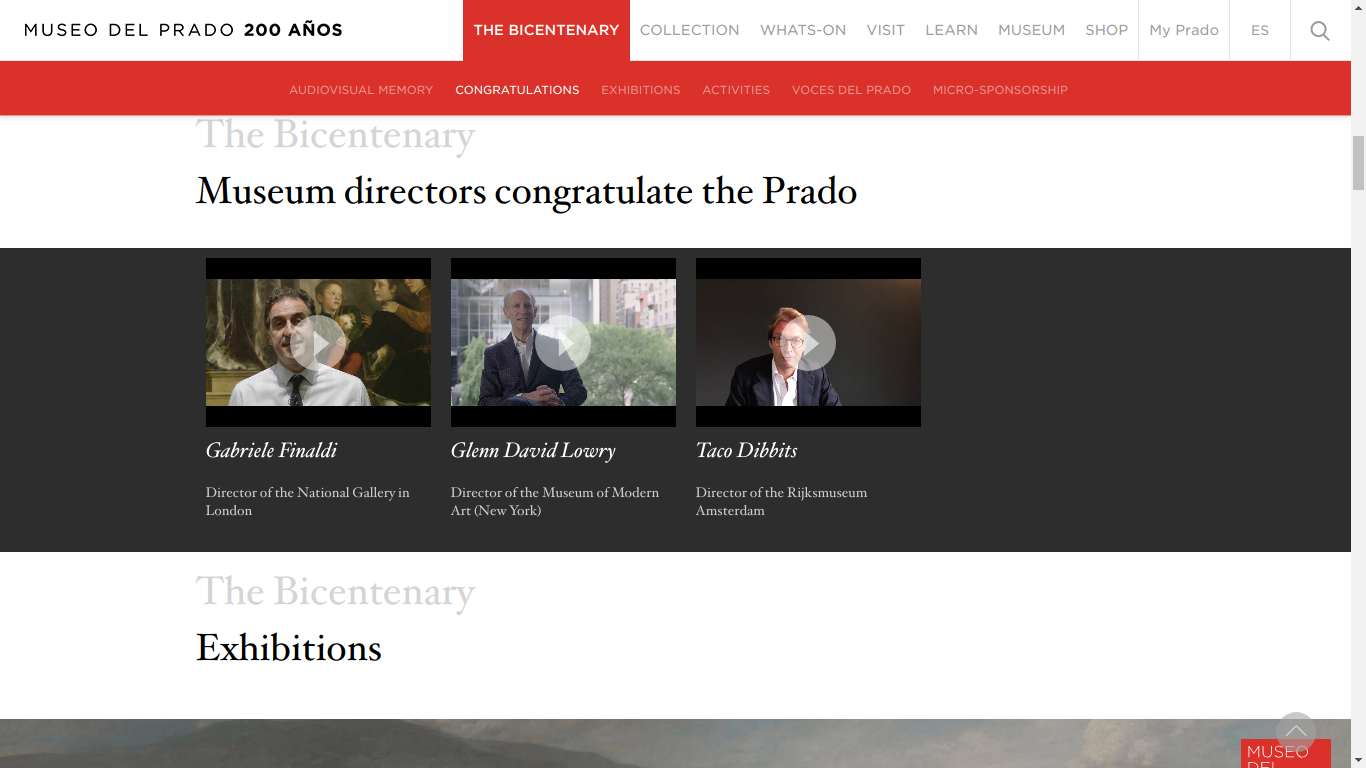 MUSEO DEL PRADO 200 AÑOS
THE BICENTENARY COLLECTION WHATS-ON VISIT LEARN MUSEUM SHOP My Prado ES
AUDIOVISUAL MEMORY CONGRATULATIONS EXHIBITIONS ACTIVITIES VOCES DEL PRADO MICRO-SPONSORSHIP
The Bicentenary
Museum directors congratulate the Prado
Gabriele Finaldi
Director of the National Gallery in
London
Glenn David Lowry
Director of the Museum of Modern
Art (New York)
Taco Dibbits
Director of the Rijksmuseum
Amsterdam
The Bicentenary
Exhibitions
MUSEO
DEL